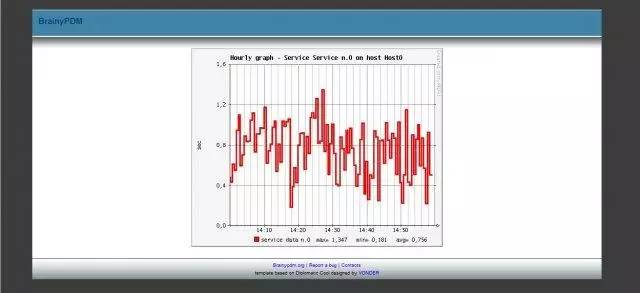 BrainyPDM
Hourly graph - Service Service n.0 on host Host0
1,6
1,2
0,8
0,4
0,0
sec
14:10 14:20 14:30 14:40 14:50
service data n.0 max= 1,347 min= 0,181 avg= 0,756
Brainypdm.org | Report a bug | Contacts
template based on Diplomatic Cool designed by YONDER